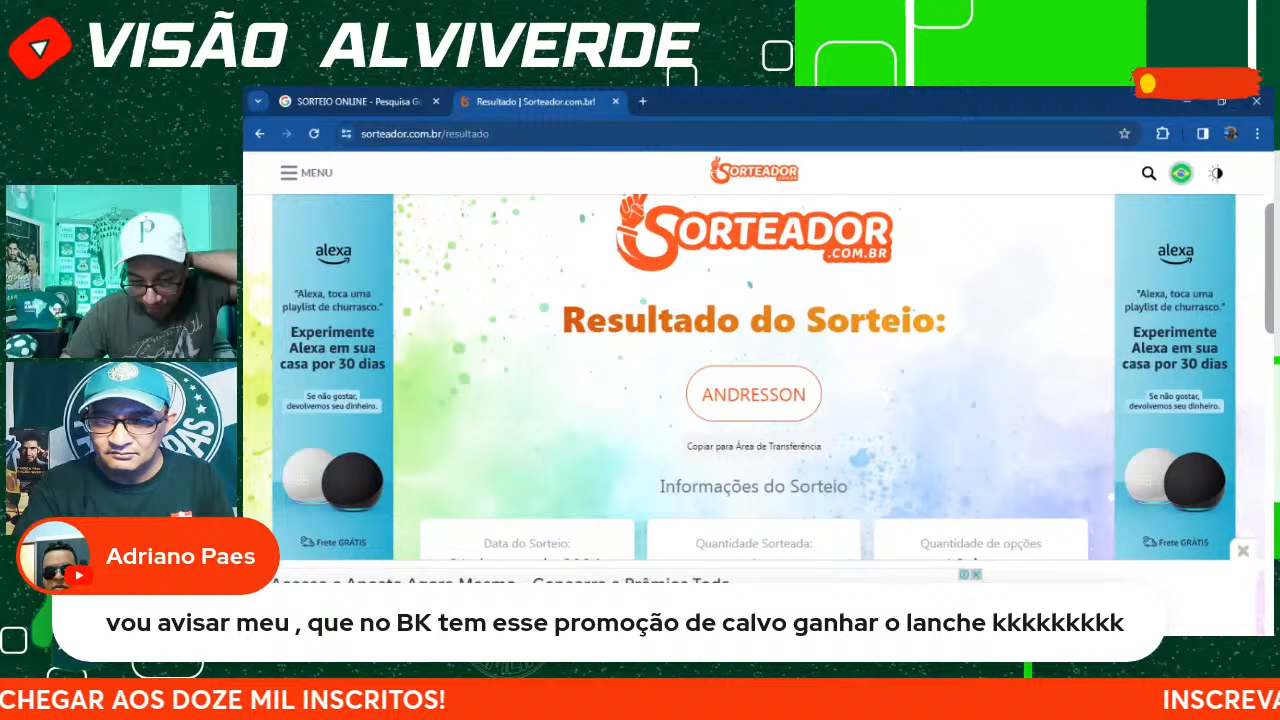 VISÃO ALVIVERDE
SORTEIO ONLINE - Pesquisa G
Resultado | Sorteador.com.br!
sorteador.com.br/resultado
MENU
SORTEADOR
.COM.BR
SORTEADOR
.COM.BR
alexa
"Alexa, toca uma
playlist de churrasco."
Experimente
Alexa em sua
casa por 30 dias
Se não gostar,
devolvemos seu dinheiro.
Frete GRÁTIS
Resultado do Sorteio:
ANDRESSON
Copiar para Área de Transferência
Informações do Sorteio
Data do Sorteio:
Quantidade Sorteada:
Quantidade de opções
alexa
"Alexa, toca uma
playlist de churrasco."
Experimente
Alexa em sua
casa por 30 dias
Se não gostar,
devolvemos seu dinheiro.
Frete GRÁTIS
Adriano Paes
vou avisar meu , que no BK tem esse promoção de calvo ganhar o lanche kkkkkkkkk
CHEGAR AOS DOZE MIL INSCRITOS! INSCREVA